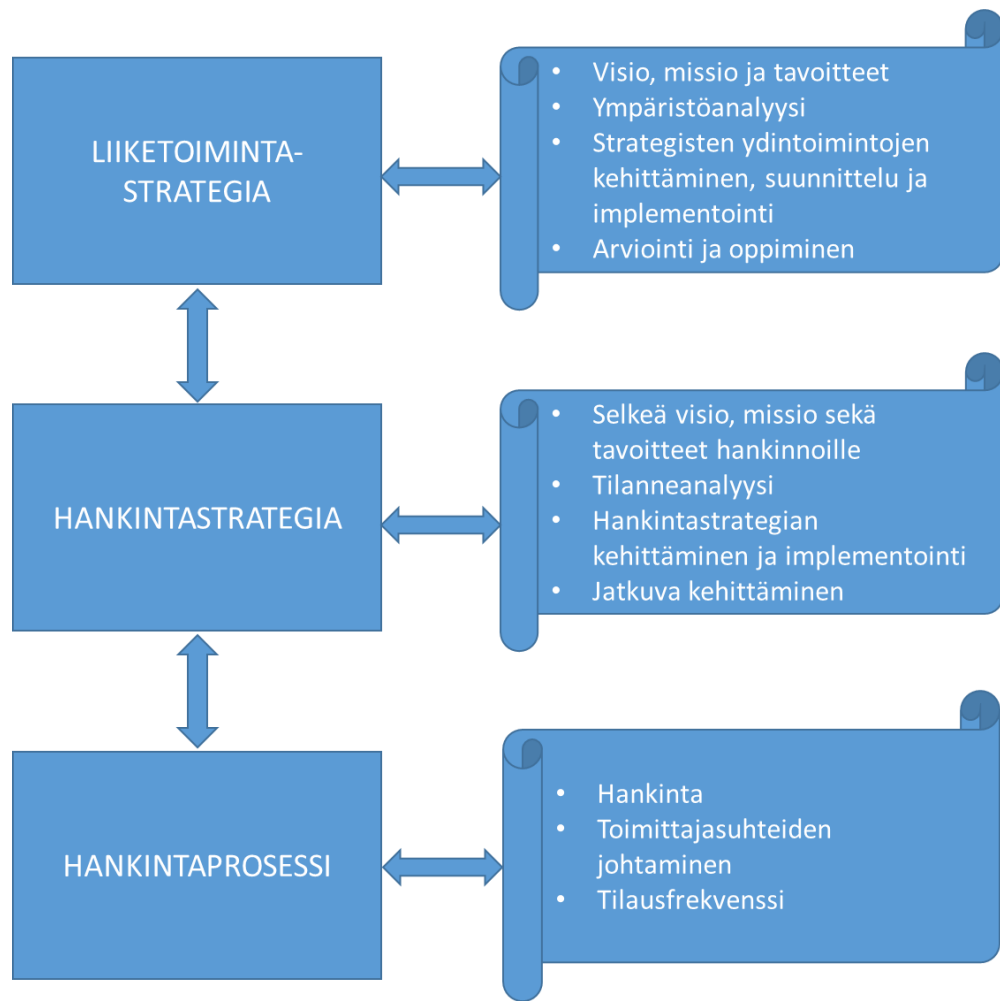 LIIKETOIMINTA-
STRATEGIA
• Visio, missio ja tavoitteet
• Ympäristöanalyysi
• Strategisten ydintoimintojen
kehittäminen, suunnittelu ja
implementointi
• Arviointi ja oppiminen
HANKINTASTRATEGIA
• Selkeä visio, missio sekä
tavoitteet hankinnoille
• Tilanneanalyysi
• Hankintastrategian
kehittäminen ja implementointi
• Jatkuva kehittäminen
HANKINTAPROSESSI
• Hankinta
• Toimittajasuhteiden
johtaminen
• Tilausfrekvenssi